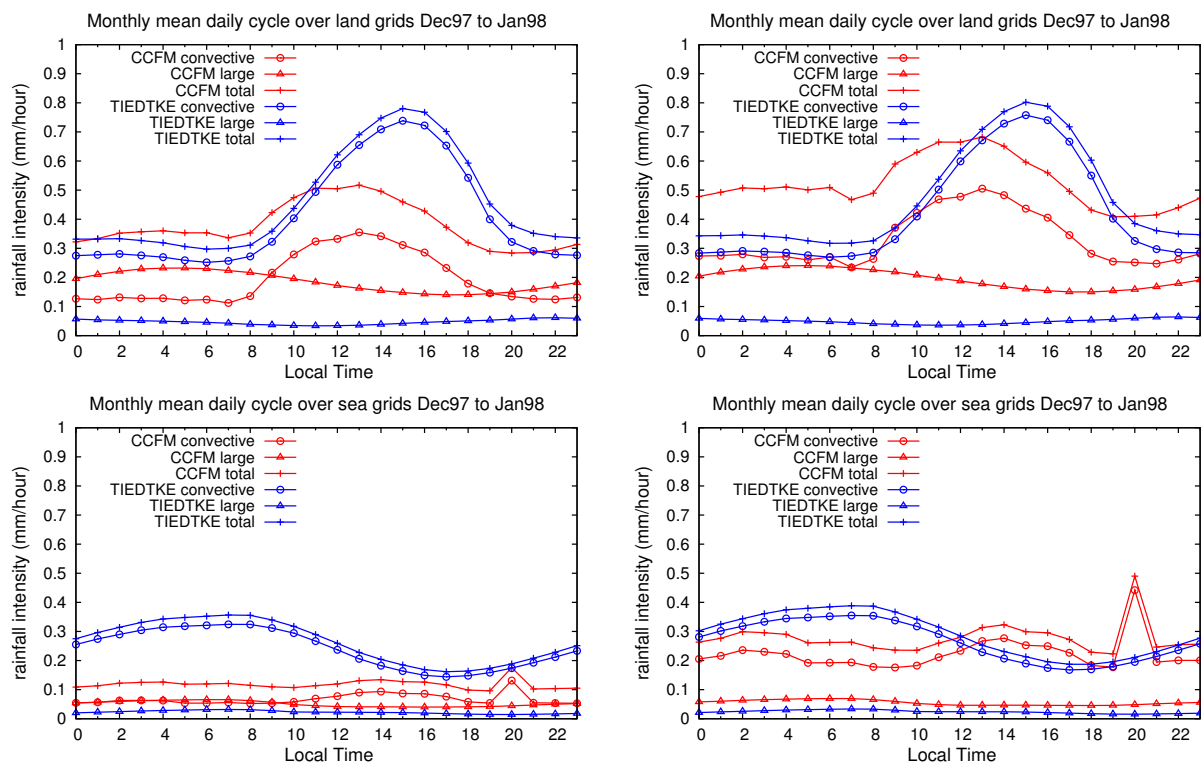 Monthly mean daily cycle over land grids Dec97 to Jan98
rainfall intensity (mm/hour)
1
0.9
0.8
0.7
0.6
0.5
0.4
0.3
0.2
0.1
0
CCFM convective
CCFM large
CCFM total
TIEDTKE convective
TIEDTKE large
TIEDTKE total
0 2 4 6 8 10 12 14 16 18 20 22
Local Time
Monthly mean daily cycle over land grids Dec97 to Jan98
rainfall intensity (mm/hour)
1
0.9
0.8
0.7
0.6
0.5
0.4
0.3
0.2
0.1
0
CCFM convective
CCFM large
CCFM total
TIEDTKE convective
TIEDTKE large
TIEDTKE total
0 2 4 6 8 10 12 14 16 18 20 22
Local Time
Monthly mean daily cycle over sea grids Dec97 to Jan98
rainfall intensity (mm/hour)
1
0.9
0.8
0.7
0.6
0.5
0.4
0.3
0.2
0.1
0
CCFM convective
CCFM large
CCFM total
TIEDTKE convective
TIEDTKE large
TIEDTKE total
0 2 4 6 8 10 12 14 16 18 20 22
Local Time
Monthly mean daily cycle over sea grids Dec97 to Jan98
rainfall intensity (mm/hour)
1
0.9
0.8
0.7
0.6
0.5
0.4
0.3
0.2
0.1
0
CCFM convective
CCFM large
CCFM total
TIEDTKE convective
TIEDTKE large
TIEDTKE total
0 2 4 6 8 10 12 14 16 18 20 22
Local Time